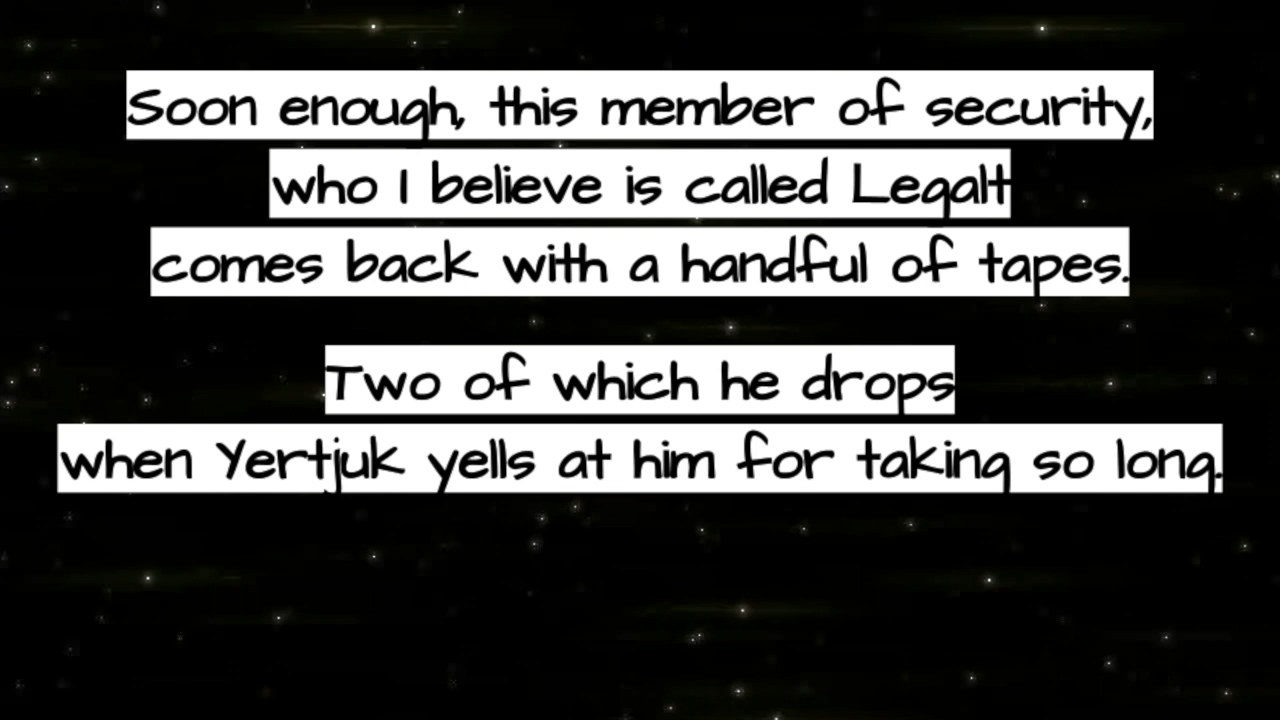 Soon enough, this member of security,
who I believe is called Legalt
comes back with a handful of tapes.
Two of which he drops
when Yertjuk yells at him for taking so long.